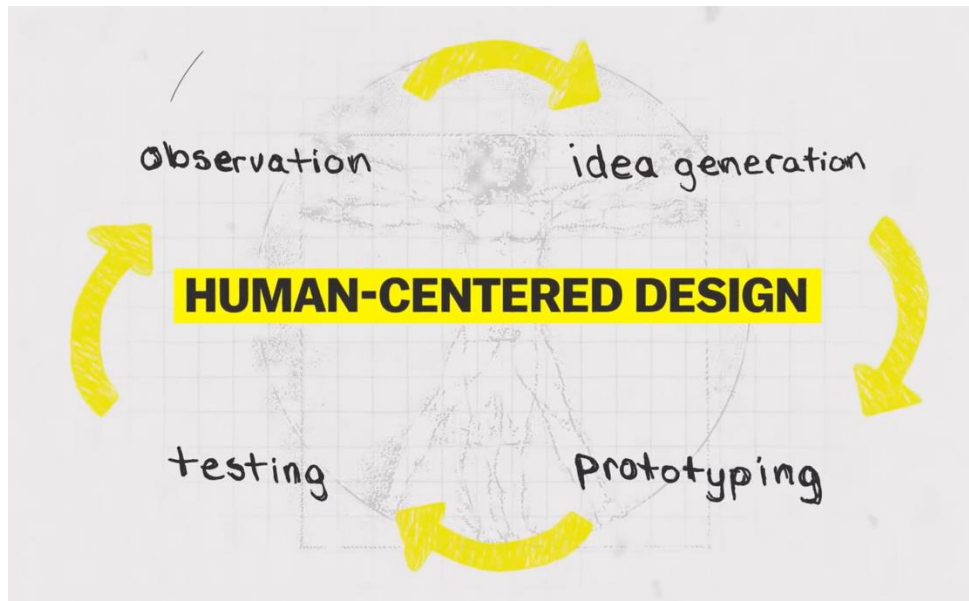 observation
idea generation
HUMAN-CENTERED DESIGN
testing
prototyping